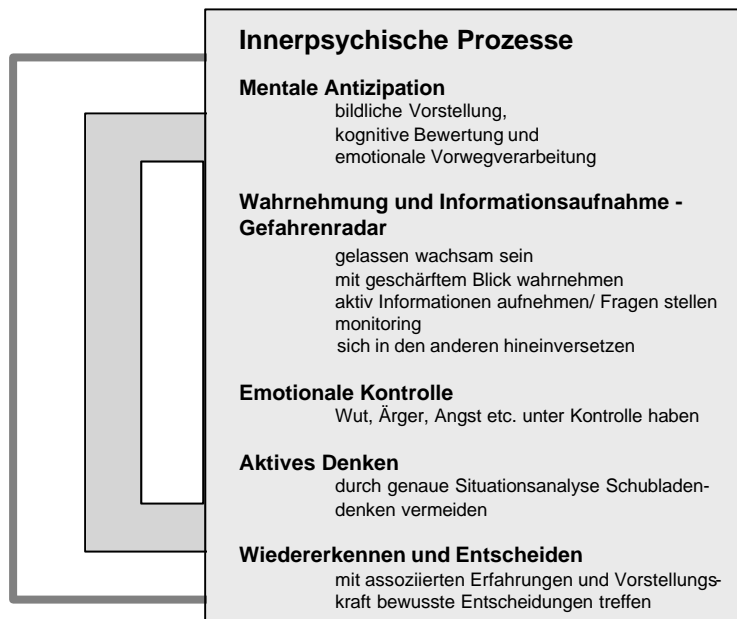 Innerpsychische Prozesse
Mentale Antizipation
bildliche Vorstellung,
kognitive Bewertung und
emotionale Vorwegverarbeitung
Wahrnehmung und Informationsaufnahme -
Gefahrenradar
gelassen wachsam sein
mit geschärftem Blick wahrnehmen
aktiv Informationen aufnehmen/ Fragen stellen
monitoring
sich in den anderen hineinversetzen
Emotionale Kontrolle
Wut, Ärger, Angst etc. unter Kontrolle haben
Aktives Denken
durch genaue Situationsanalyse Schubladen-
denken vermeiden
Wiedererkennen und Entscheiden
mit assoziierten Erfahrungen und Vorstellungs-
kraft bewusste Entscheidungen treffen